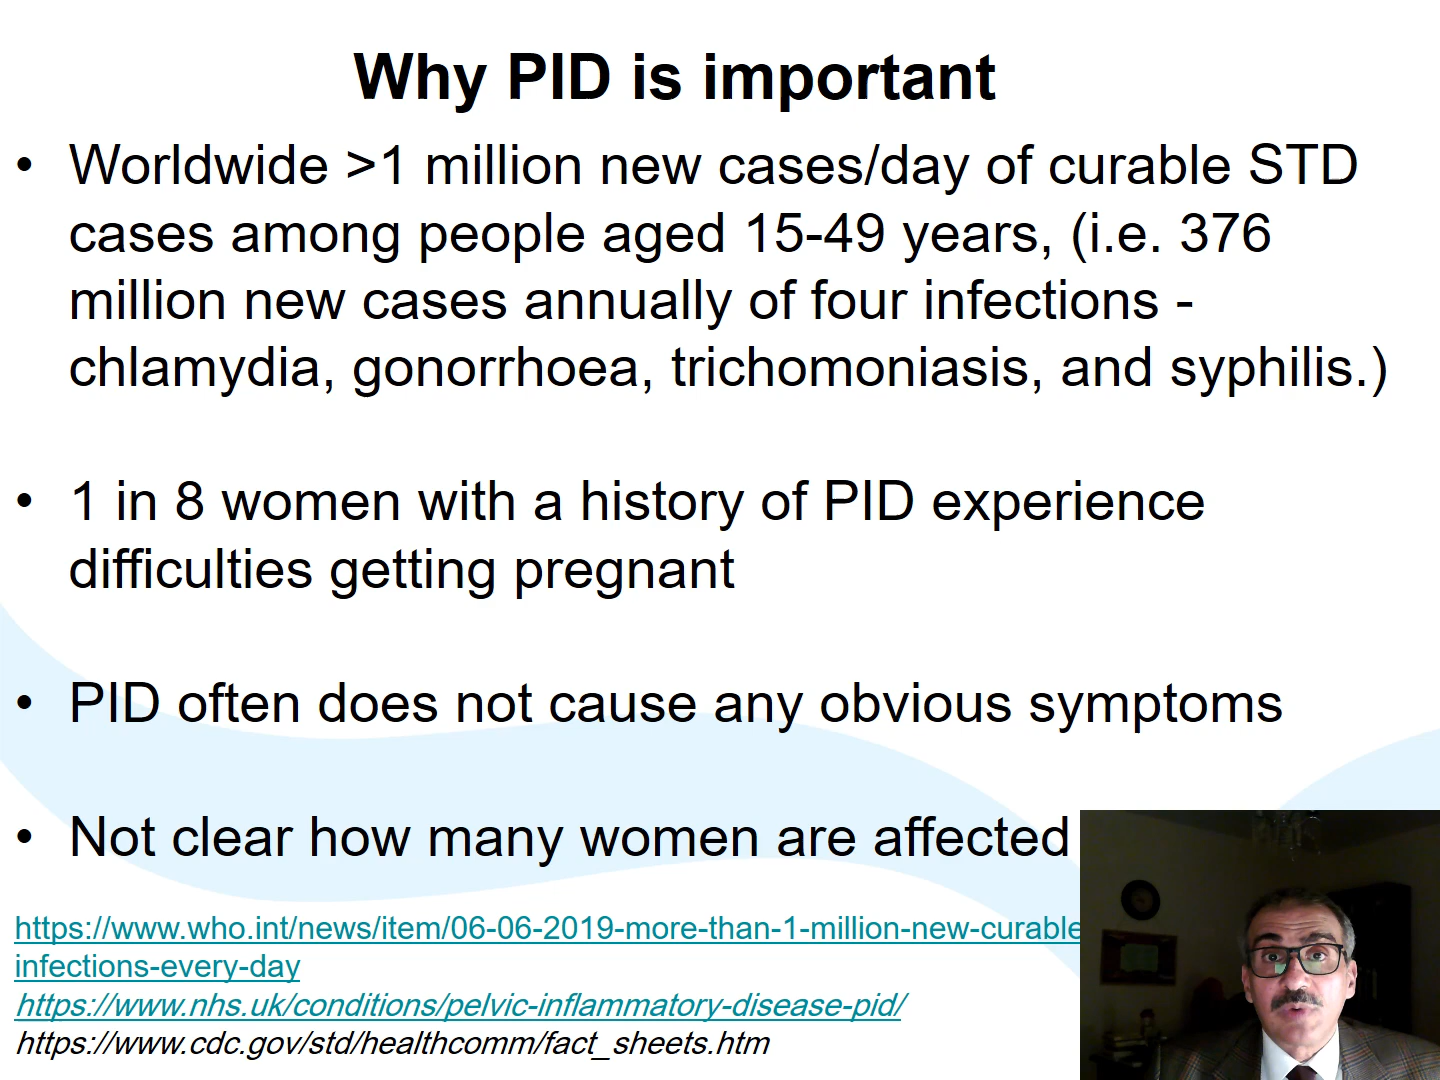 Why PID is important
• Worldwide >1 million new cases/day of curable STD
cases among people aged 15-49 years, (i.e. 376
million new cases annually of four infections -
chlamydia, gonorrhoea, trichomoniasis, and syphilis.)
• 1 in 8 women with a history of PID experience
difficulties getting pregnant
• PID often does not cause any obvious symptoms
• Not clear how many women are affected
https://www.who.int/news/item/06-06-2019-more-than-1-million-new-curable
infections-every-day
https://www.nhs.uk/conditions/pelvic-inflammatory-disease-pid/
https://www.cdc.gov/std/healthcomm/fact_sheets.htm